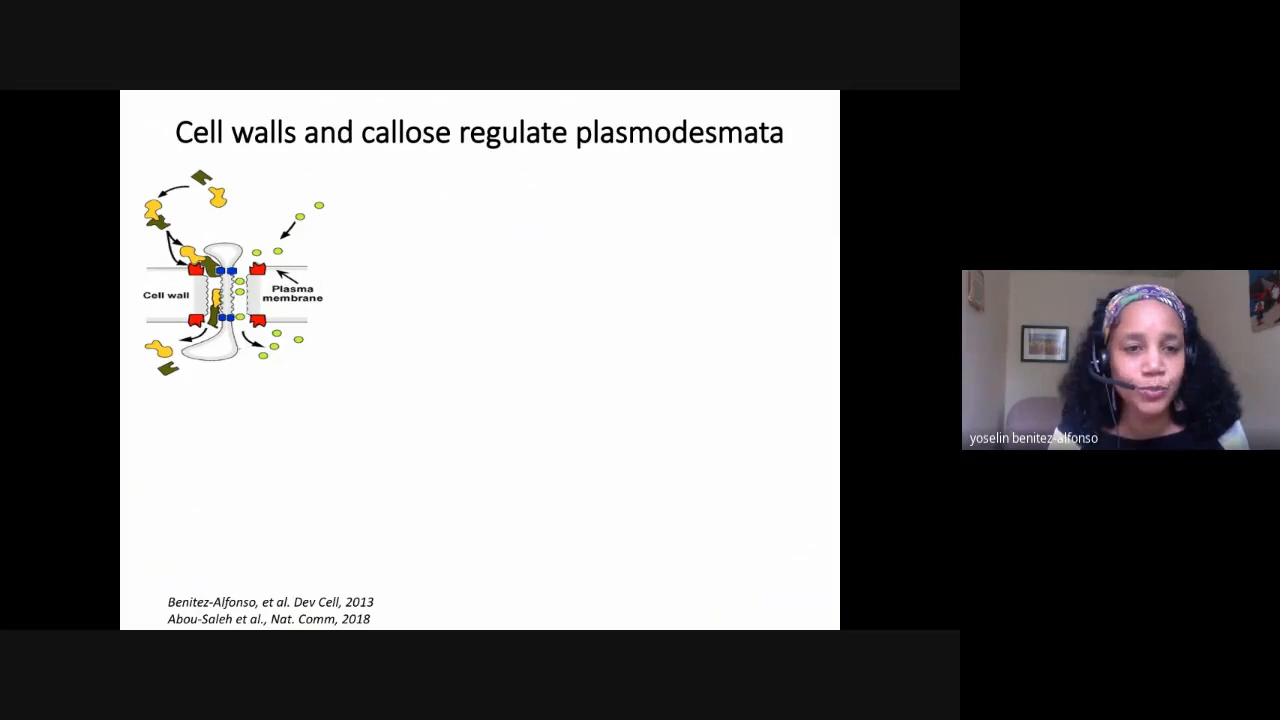 Cell walls and callose regulate plasmodesmata
Cell wall
Plasma
membrane
Benitez-Alfonso, et al. Dev Cell, 2013
Abou-Saleh et al., Nat. Comm, 2018
yoselin benitez-alfonso